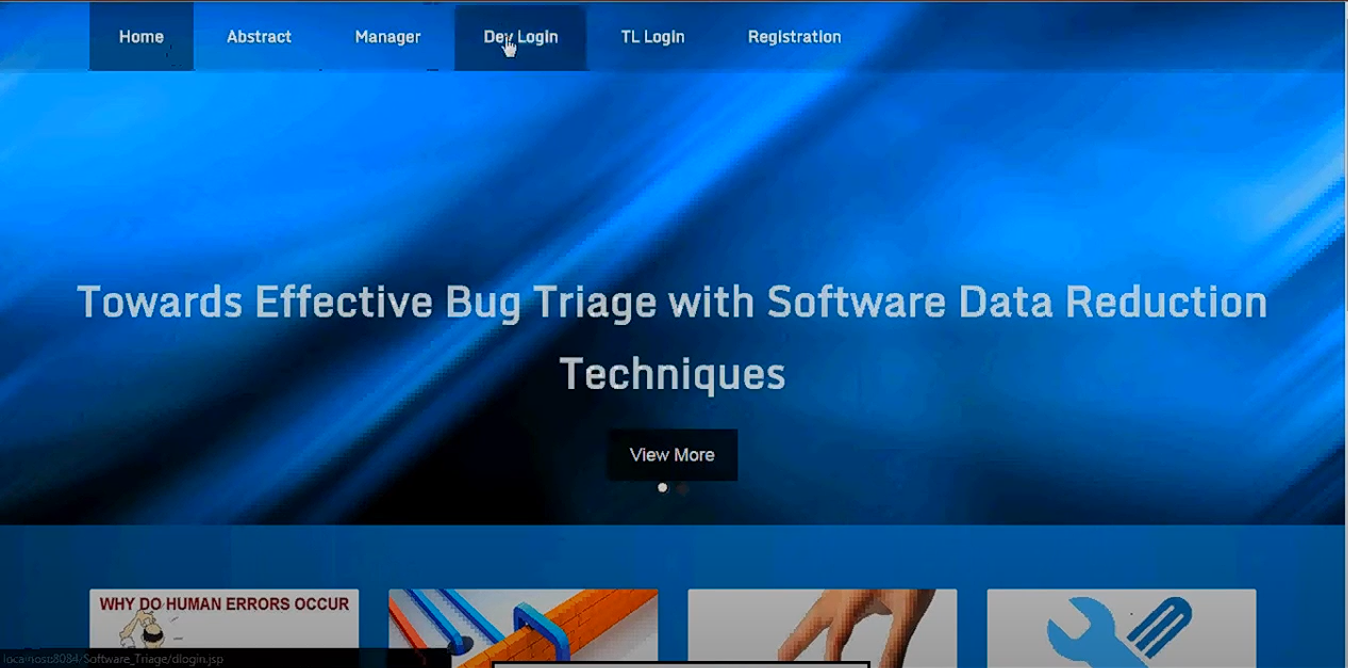 Home Abstract Manager Dev Login TL Login Registration
Towards Effective Bug Triage with Software Data Reduction
Techniques
View More
WHY DO HUMAN ERRORS OCCUR
localhost:8084/Software_Triage/dlogin.jsp